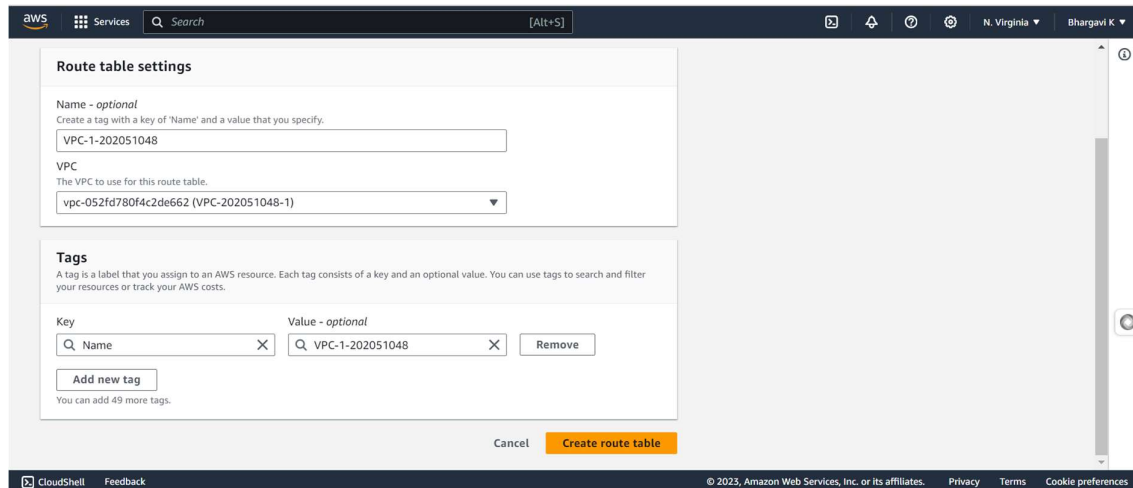 aws Services Search [Alt+S] N. Virginia Bhargavi K
Route table settings
Name - optional
Create a tag with a key of 'Name' and a value that you specify.
VPC-1-202051048
VPC
The VPC to use for this route table.
vpc-052fd780f4c2de662 (VPC-202051048-1)
Tags
A tag is a label that you assign to an AWS resource. Each tag consists of a key and an optional value. You can use tags to search and filter
your resources or track your AWS costs.
Key Value - optional
Name VPC-1-202051048 Remove
Add new tag
You can add 49 more tags.
Cancel Create route table
CloudShell Feedback © 2023, Amazon Web Services, Inc. or its affiliates. Privacy Terms Cookie preferences